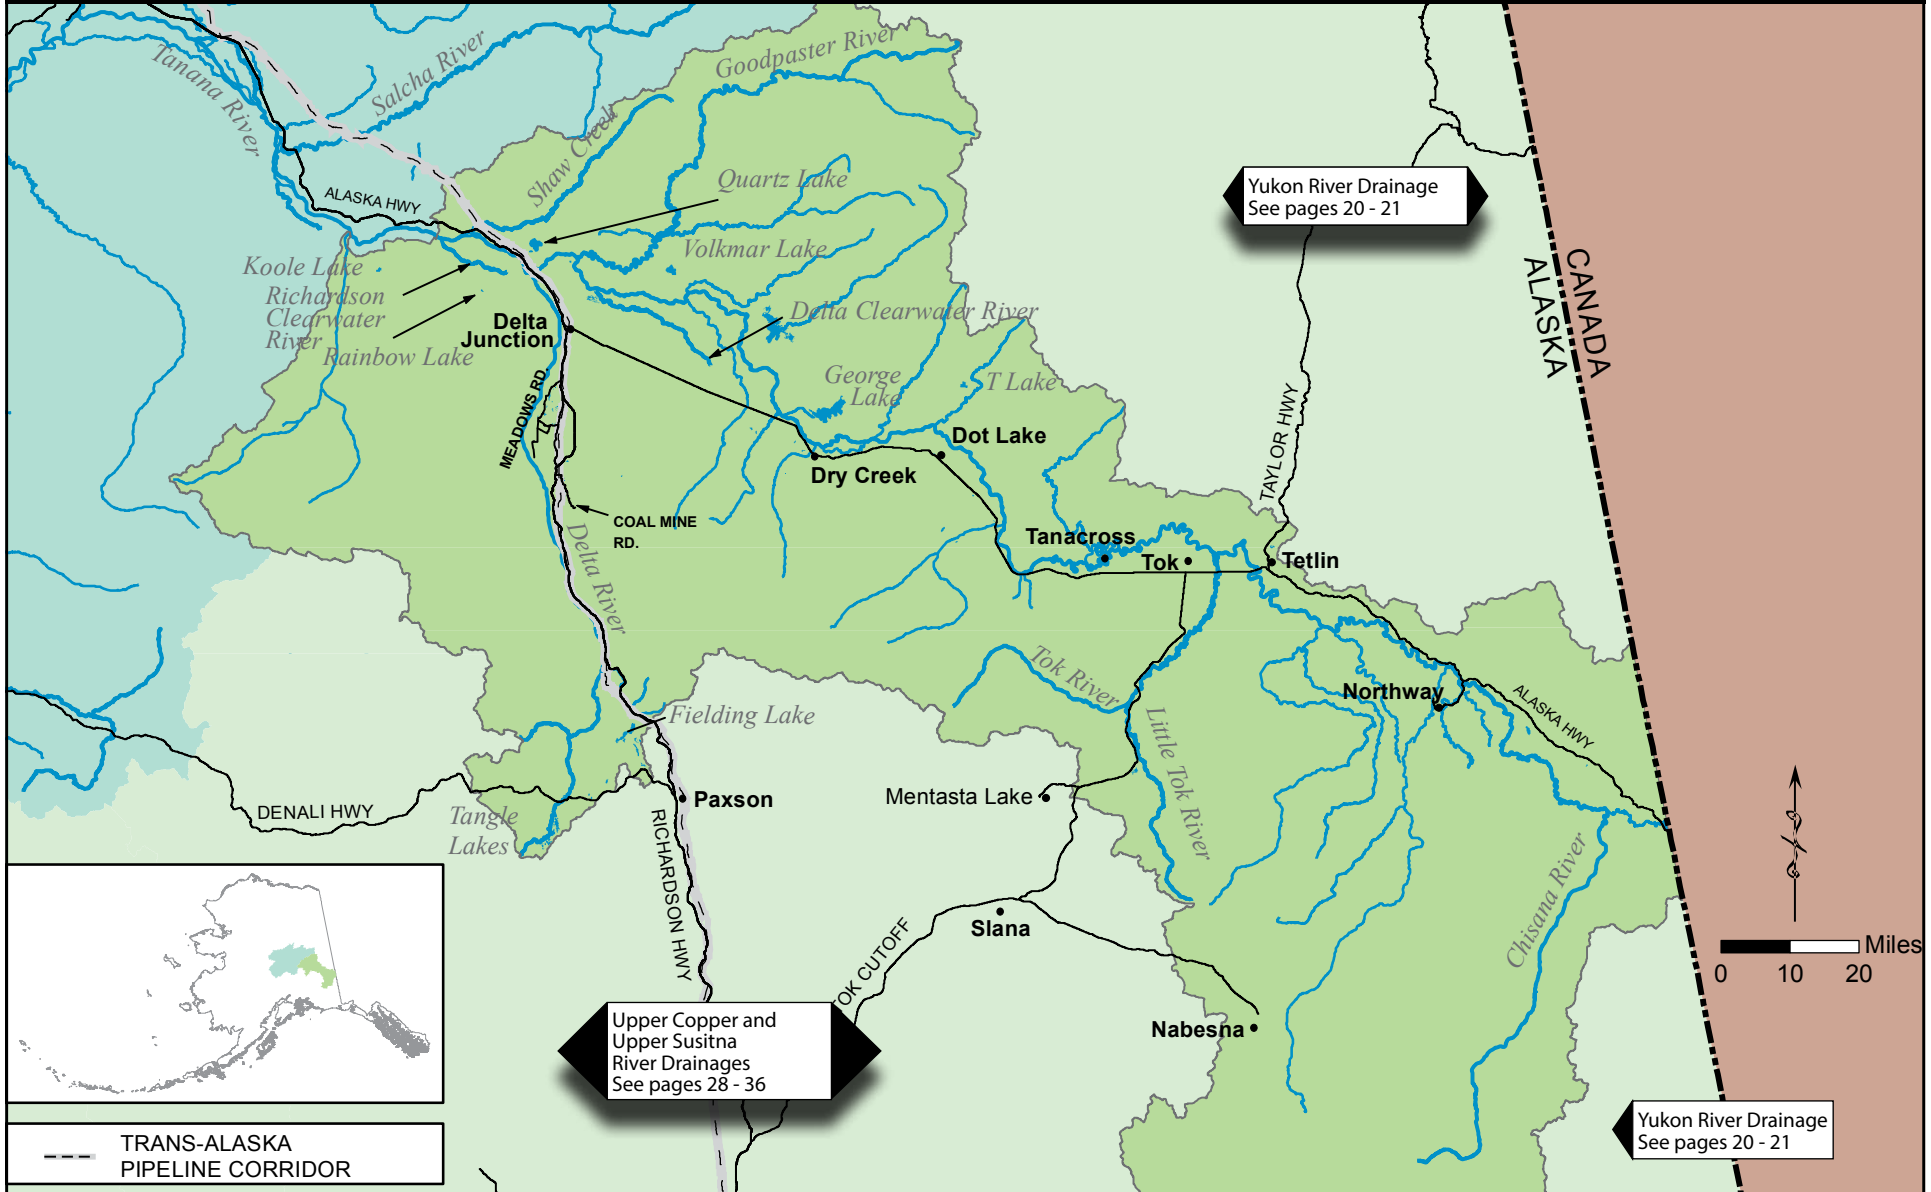 Tanana River
Salcha River
Goodpaster River
Shaw Creek
Quartz Lake
ALASKA HWY
Volkmar Lake
Koole Lake
Richardson
Clearwater
River
Rainbow Lake
Delta
Junction
Delta Clearwater River
George
Lake
T Lake
MEADOWS RD.
Dot Lake
Dry Creek
COAL MINE
RD.
Delta River
Tanacross
Tok
Tetlin
TAYLOR HWY
Yukon River Drainage
See pages 20 - 21
CANADA
ALASKA
Tok River
Little Tok River
Northway
ALASKA HWY
Fielding Lake
Paxson
Mentasta Lake
DENALI HWY
Tangle
Lakes
RICHARDSON HWY
Slana
TOK CUTOFF
Nabesna
Chisana River
Miles
0 10 20
Upper Copper and
Upper Susitna
River Drainages
See pages 28 - 36
Yukon River Drainage
See pages 20 - 21
TRANS-ALASKA
PIPELINE CORRIDOR